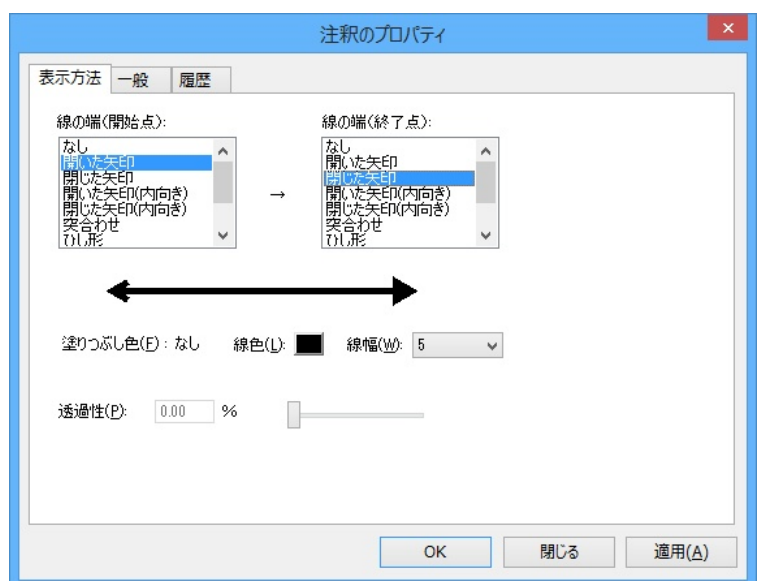 注釈のプロパティ
表示方法 一般 履歴
線の端(開始点): 線の端(終了点):
なし
開いた矢印
閉じた矢印
開いた矢印(内向き)
閉じた矢印(内向き)
突合わせ
ひし形
→
なし
開いた矢印
閉じた矢印
開いた矢印(内向き)
閉じた矢印(内向き)
突合わせ
ひし形
塗りつぶし色(F) : なし 線色(L): 線幅(W): 5
透過性(P): 0.00 %
OK 閉じる 適用(A)